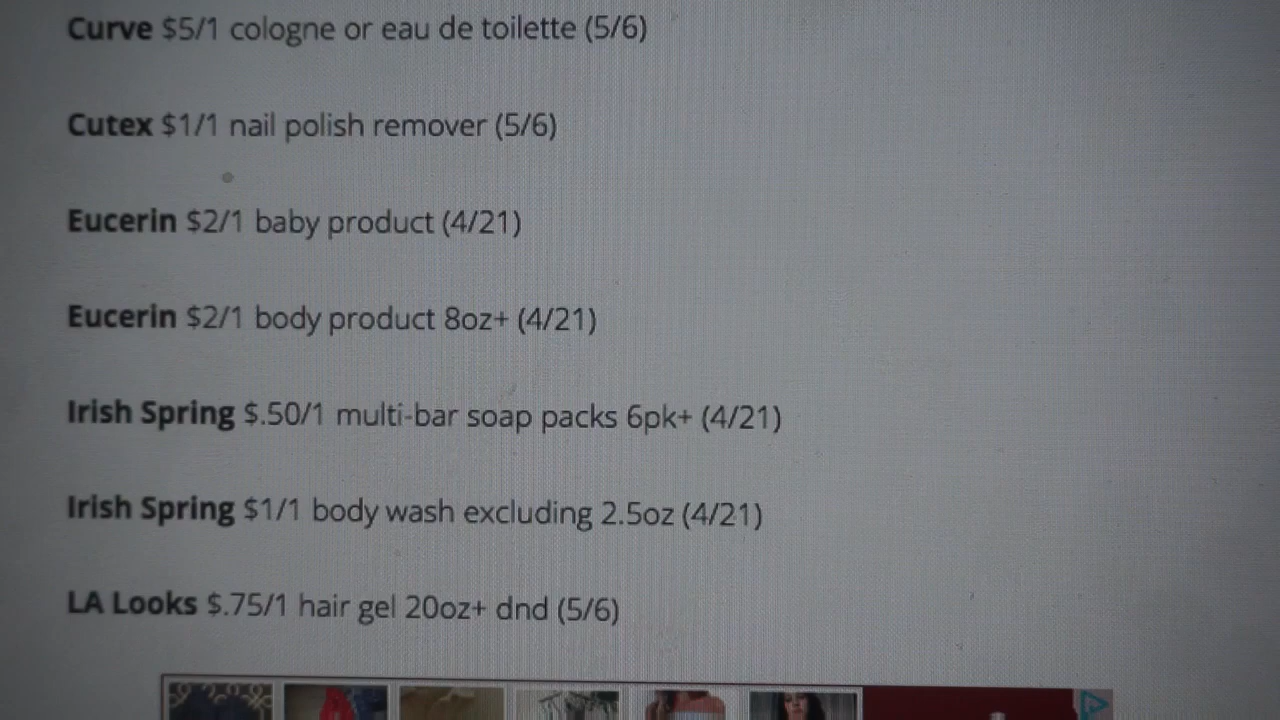 Curve $5/1 cologne or eau de toilette (5/6)
Cutex $1/1 nail polish remover (5/6)
Eucerin $2/1 baby product (4/21)
Eucerin $2/1 body product 8oz+ (4/21)
Irish Spring $.50/1 multi-bar soap packs 6pk+ (4/21)
Irish Spring $1/1 body wash excluding 2.5oz (4/21)
LA Looks $.75/1 hair gel 20oz+ dnd (5/6)